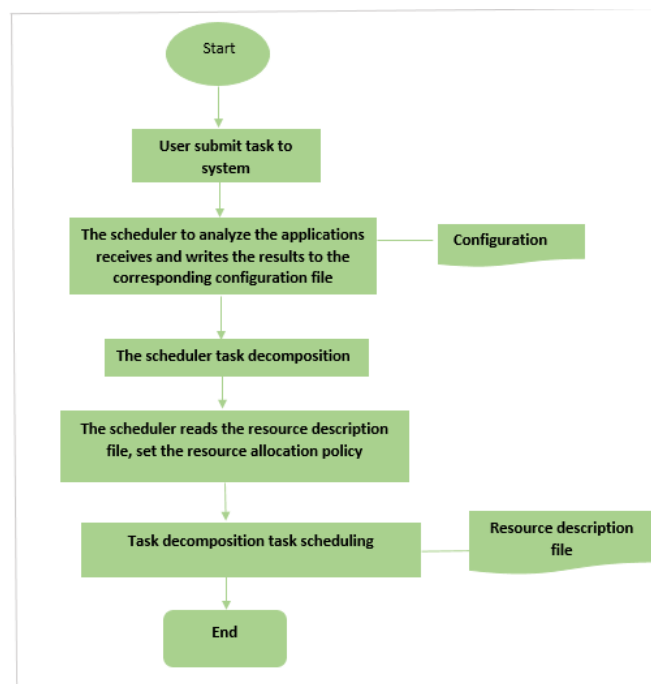 Start
User submit task to
system
The scheduler to analyze the applications
receives and writes the results to the
corresponding configuration file
Configuration
The scheduler task decomposition
The scheduler reads the resource description
file, set the resource allocation policy
Task decomposition task scheduling
Resource description
file
End